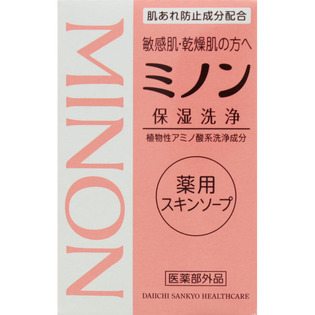 MINON
肌あれ防止成分配合
敏感肌・乾燥肌の方へ
ミノン
保湿洗浄
植物性アミノ酸系洗浄成分
薬用
スキンソープ
医薬部外品
DAIICHI SANKYO HEALTHCARE